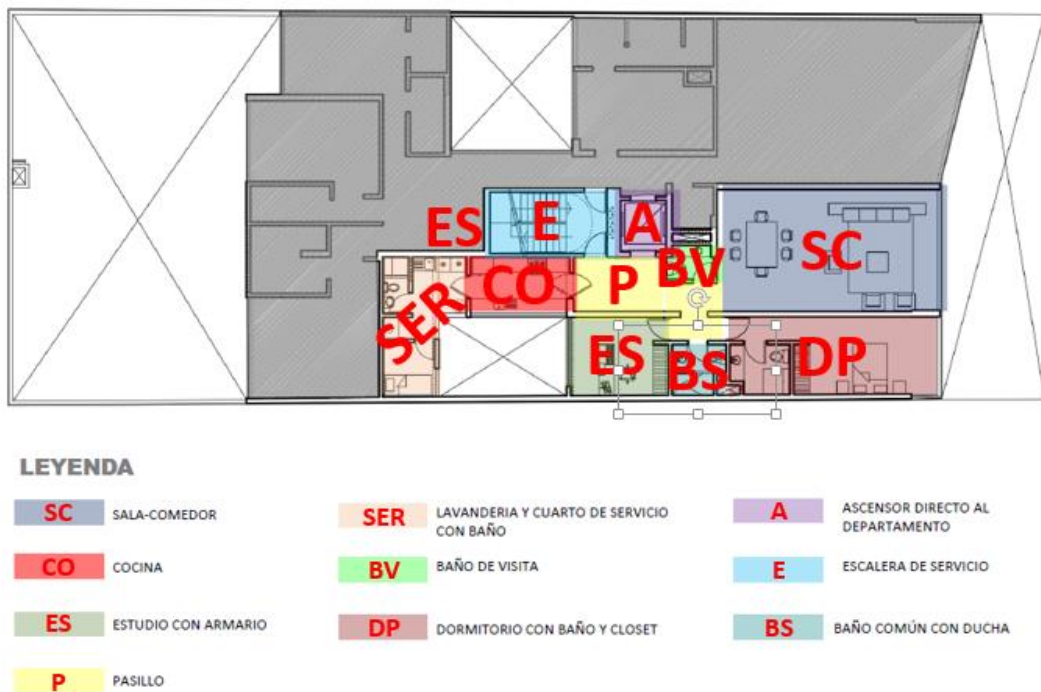 ES
E
A
SC
BV
CO
P
SER
ES
BS
DP
LEYENDA
SC SALA-COMEDOR
CO COCINA
ES ESTUDIO CON ARMARIO
P PASILLO
SER LAVANDERIA Y CUARTO DE SERVICIO
CON BAÑO
BV BAÑO DE VISITA
DP DORMITORIO CON BAÑO Y CLOSET
A ASCENSOR DIRECTO AL
DEPARTAMENTO
E ESCALERA DE SERVICIO
BS BAÑO COMÚN CON DUCHA